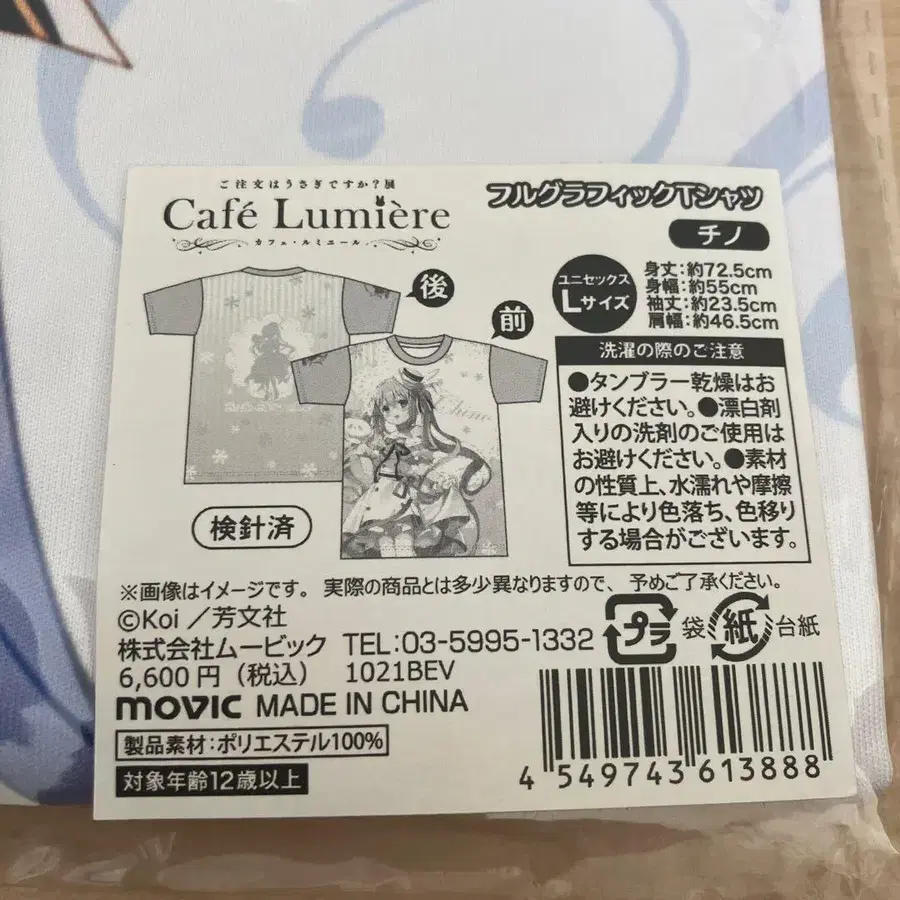 ご注文はうさぎですか?展
Café Lumière
カフェ・ルミエール
フルグラフィックTシャツ
チノ
後
前
Chino
検針済
ユニセックス
Lサイズ
身丈:約72.5cm
身幅:約55cm
袖丈:約23.5cm
肩幅:約46.5cm
洗濯の際のご注意
●タンブラー乾燥はお
避けください。●漂白剤
入りの洗剤のご使用は
お避けください。●素材
の性質上、水濡れや摩擦
等により色落ち、色移り
する場合がございます。
※画像はイメージです。 実際の商品とは多少異なりますので、予めご了承ください。
©Koi/芳文社
株式会社ムービック TEL:03-5995-1332
6,600円(税込) 1021BEV
movic MADE IN CHINA
製品素材:ポリエステル100%
対象年齢12歳以上
プラ 袋 紙 台紙
4 549743 613888